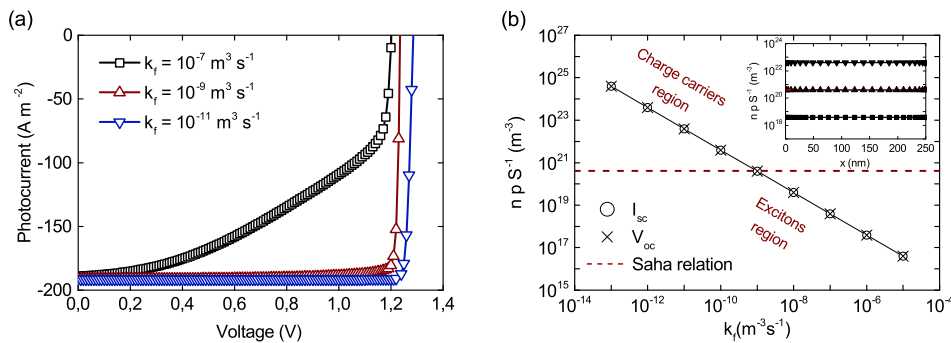 (a)
0
-50
-100
-150
-200
Photocurrent (A m⁻²)
k_f = 10⁻⁷ m³ s⁻¹
k_f = 10⁻⁹ m³ s⁻¹
k_f = 10⁻¹¹ m³ s⁻¹
0,0 0,2 0,4 0,6 0,8 1,0 1,2 1,4
Voltage (V)
(b)
10²⁷
10²⁵
10²³
10²¹
10¹⁹
10¹⁷
10¹⁵
n p S⁻¹ (m⁻³)
Charge carriers
region
Excitons
region
I_sc
V_oc
Saha relation
10⁻¹⁴ 10⁻¹² 10⁻¹⁰ 10⁻⁸ 10⁻⁶ 10⁻⁴
k_f(m⁻³s⁻¹)
10²⁴
10²²
10²⁰
10¹⁸
n p S⁻¹ (m⁻³)
0 50 100 150 200 250
x (nm)